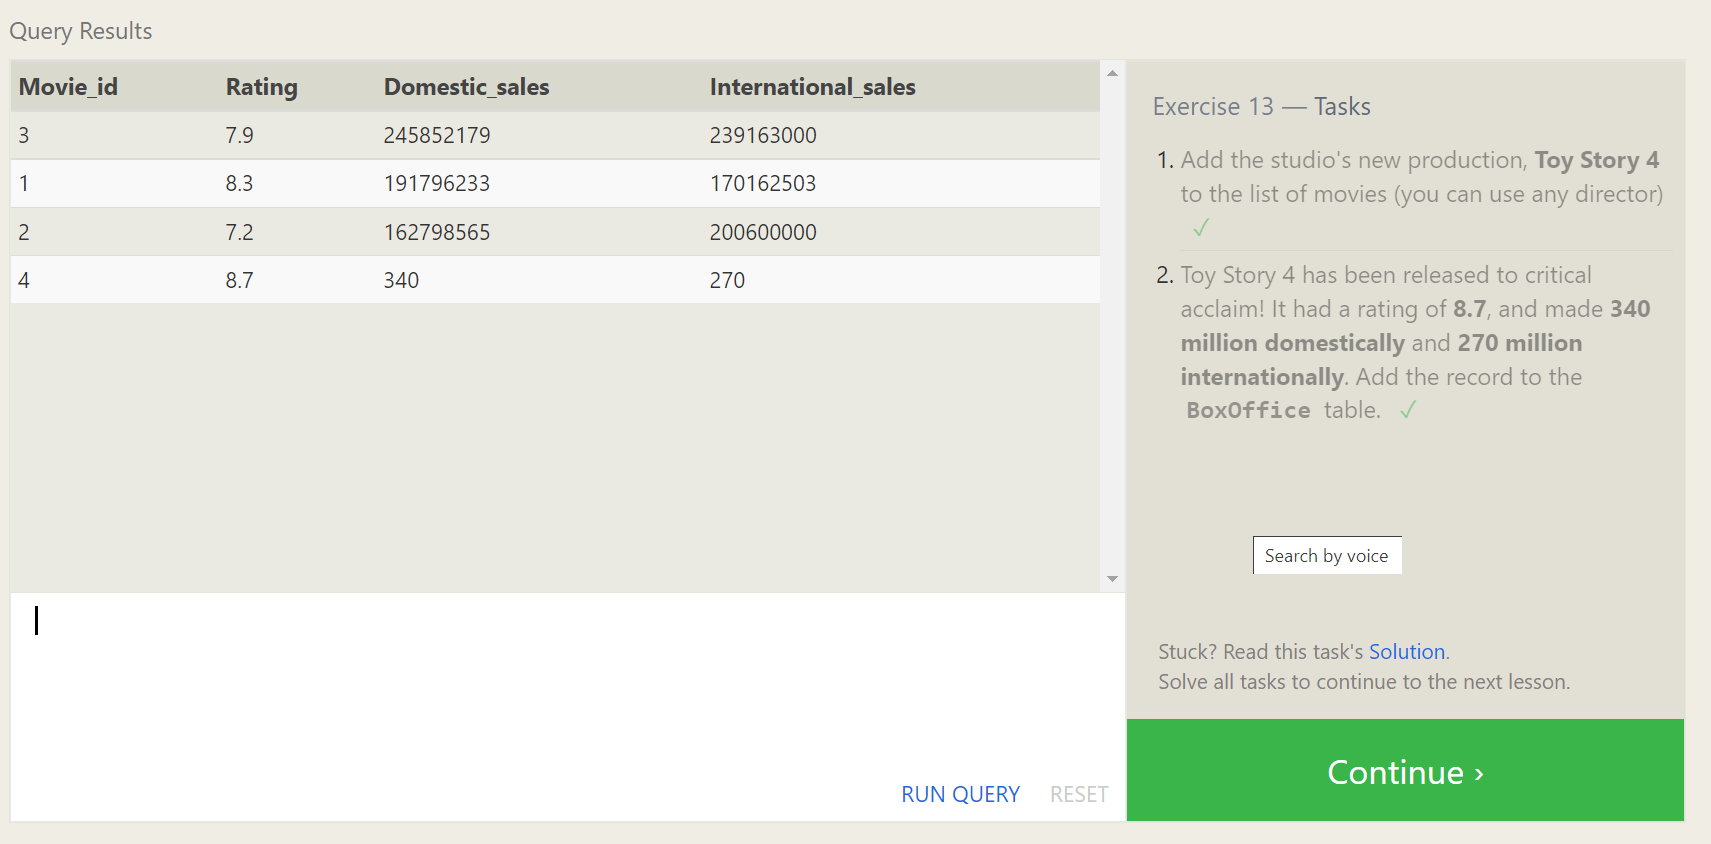 Query Results
Movie_id Rating Domestic_sales International_sales
3 7.9 245852179 239163000
1 8.3 191796233 170162503
2 7.2 162798565 200600000
4 8.7 340 270
RUN QUERY RESET
Exercise 13 — Tasks
1. Add the studio's new production, Toy Story 4
to the list of movies (you can use any director)
✓
2. Toy Story 4 has been released to critical
acclaim! It had a rating of 8.7, and made 340
million domestically and 270 million
internationally. Add the record to the
BoxOffice table. ✓
Search by voice
Stuck? Read this task's Solution.
Solve all tasks to continue to the next lesson.
Continue ›